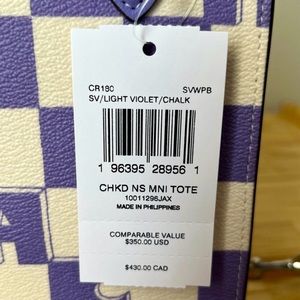 CR180 SVWPB
SV/LIGHT VIOLET/CHALK
1 96395 28956 1
CHKD NS MNI TOTE
10011298JAX
MADE IN PHILIPPINES
COMPARABLE VALUE
$350.00 USD
$430.00 CAD